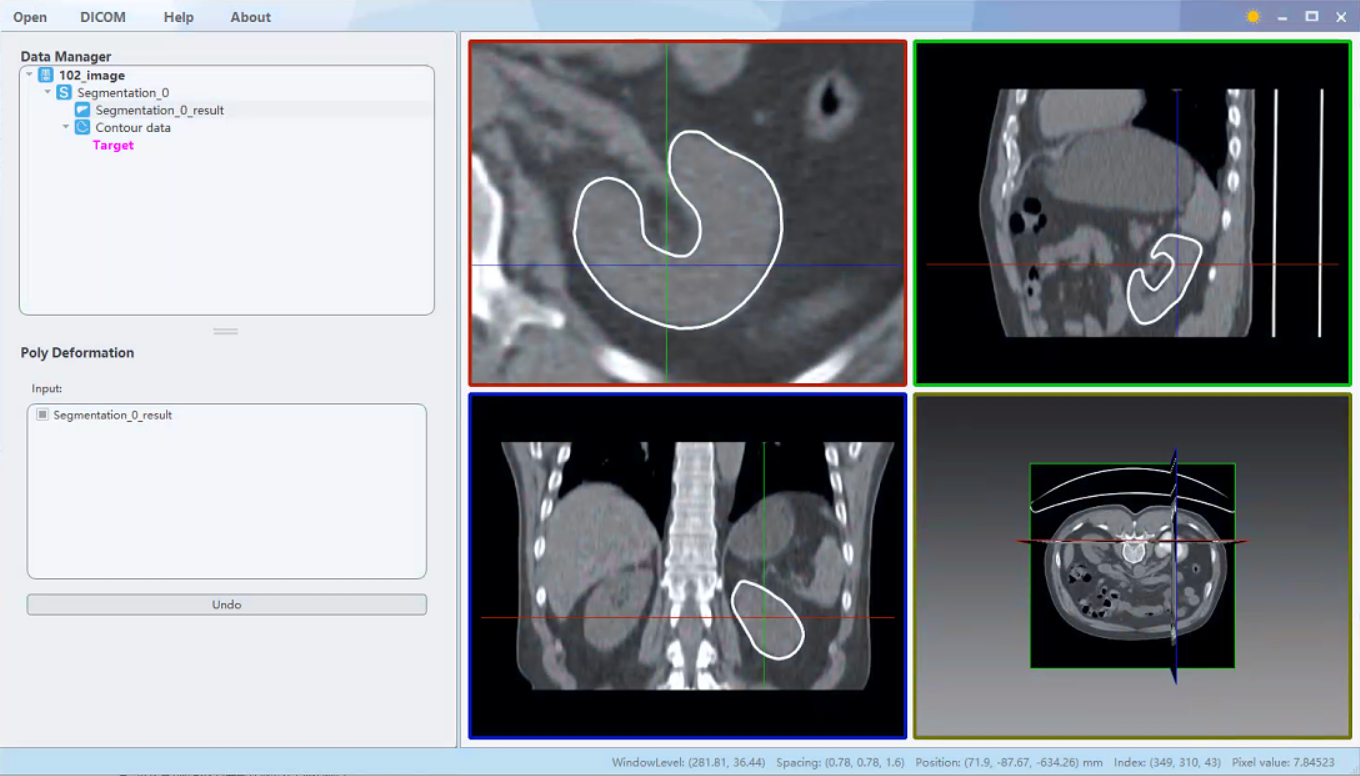 Open DICOM Help About
Data Manager
102_image
Segmentation_0
Segmentation_0_result
Contour data
Target
Poly Deformation
Input:
Segmentation_0_result
Undo
WindowLevel: (281.81, 36.44) Spacing: (0.78, 0.78, 1.6) Position: (71.9, -87.67, -634.26) mm Index: (349, 310, 43) Pixel value: 7.84523